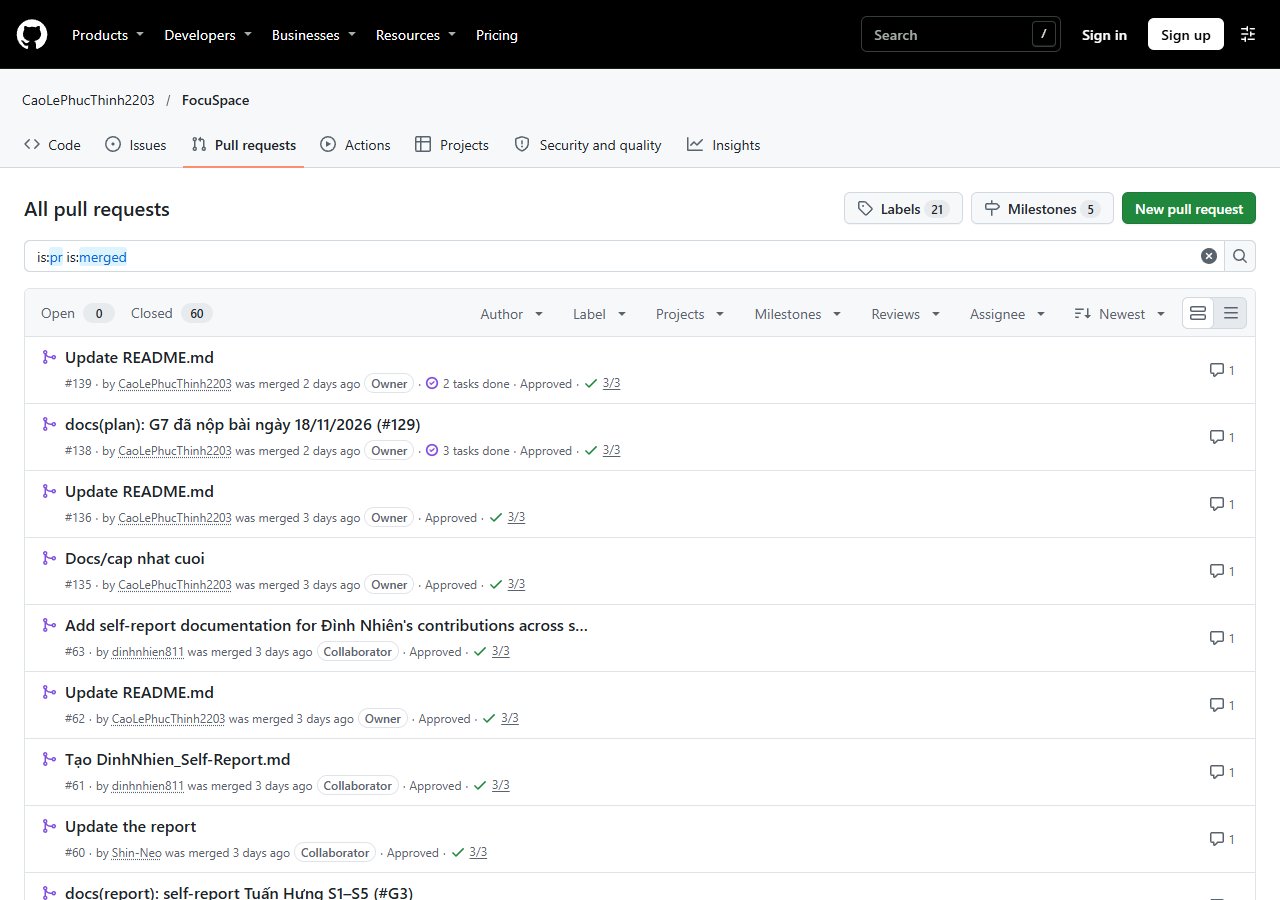 Products Developers Businesses Resources Pricing Search / Sign in Sign up
CaoLePhucThinh2203 / FocuSpace
Code Issues Pull requests Actions Projects Security and quality Insights
All pull requests Labels 21 Milestones 5 New pull request
is:pr is:merged
Open 0 Closed 60 Author Label Projects Milestones Reviews Assignee Newest
Update README.md
#139 · by CaoLePhucThinh2203 was merged 2 days ago Owner · 2 tasks done · Approved · 3/3 1
docs(plan): G7 đã nộp bài ngày 18/11/2026 (#129)
#138 · by CaoLePhucThinh2203 was merged 2 days ago Owner · 3 tasks done · Approved · 3/3 1
Update README.md
#136 · by CaoLePhucThinh2203 was merged 3 days ago Owner · Approved · 3/3 1
Docs/cap nhat cuoi
#135 · by CaoLePhucThinh2203 was merged 3 days ago Owner · Approved · 3/3 1
Add self-report documentation for Đình Nhiên's contributions across s...
#63 · by dinhnhien811 was merged 3 days ago Collaborator · Approved · 3/3 1
Update README.md
#62 · by CaoLePhucThinh2203 was merged 3 days ago Owner · Approved · 3/3 1
Tạo DinhNhien_Self-Report.md
#61 · by dinhnhien811 was merged 3 days ago Collaborator · Approved · 3/3 1
Update the report
#60 · by Shin-Neo was merged 3 days ago Collaborator · Approved · 3/3 1
docs(report): self-report Tuấn Hưng S1–S5 (#G3)